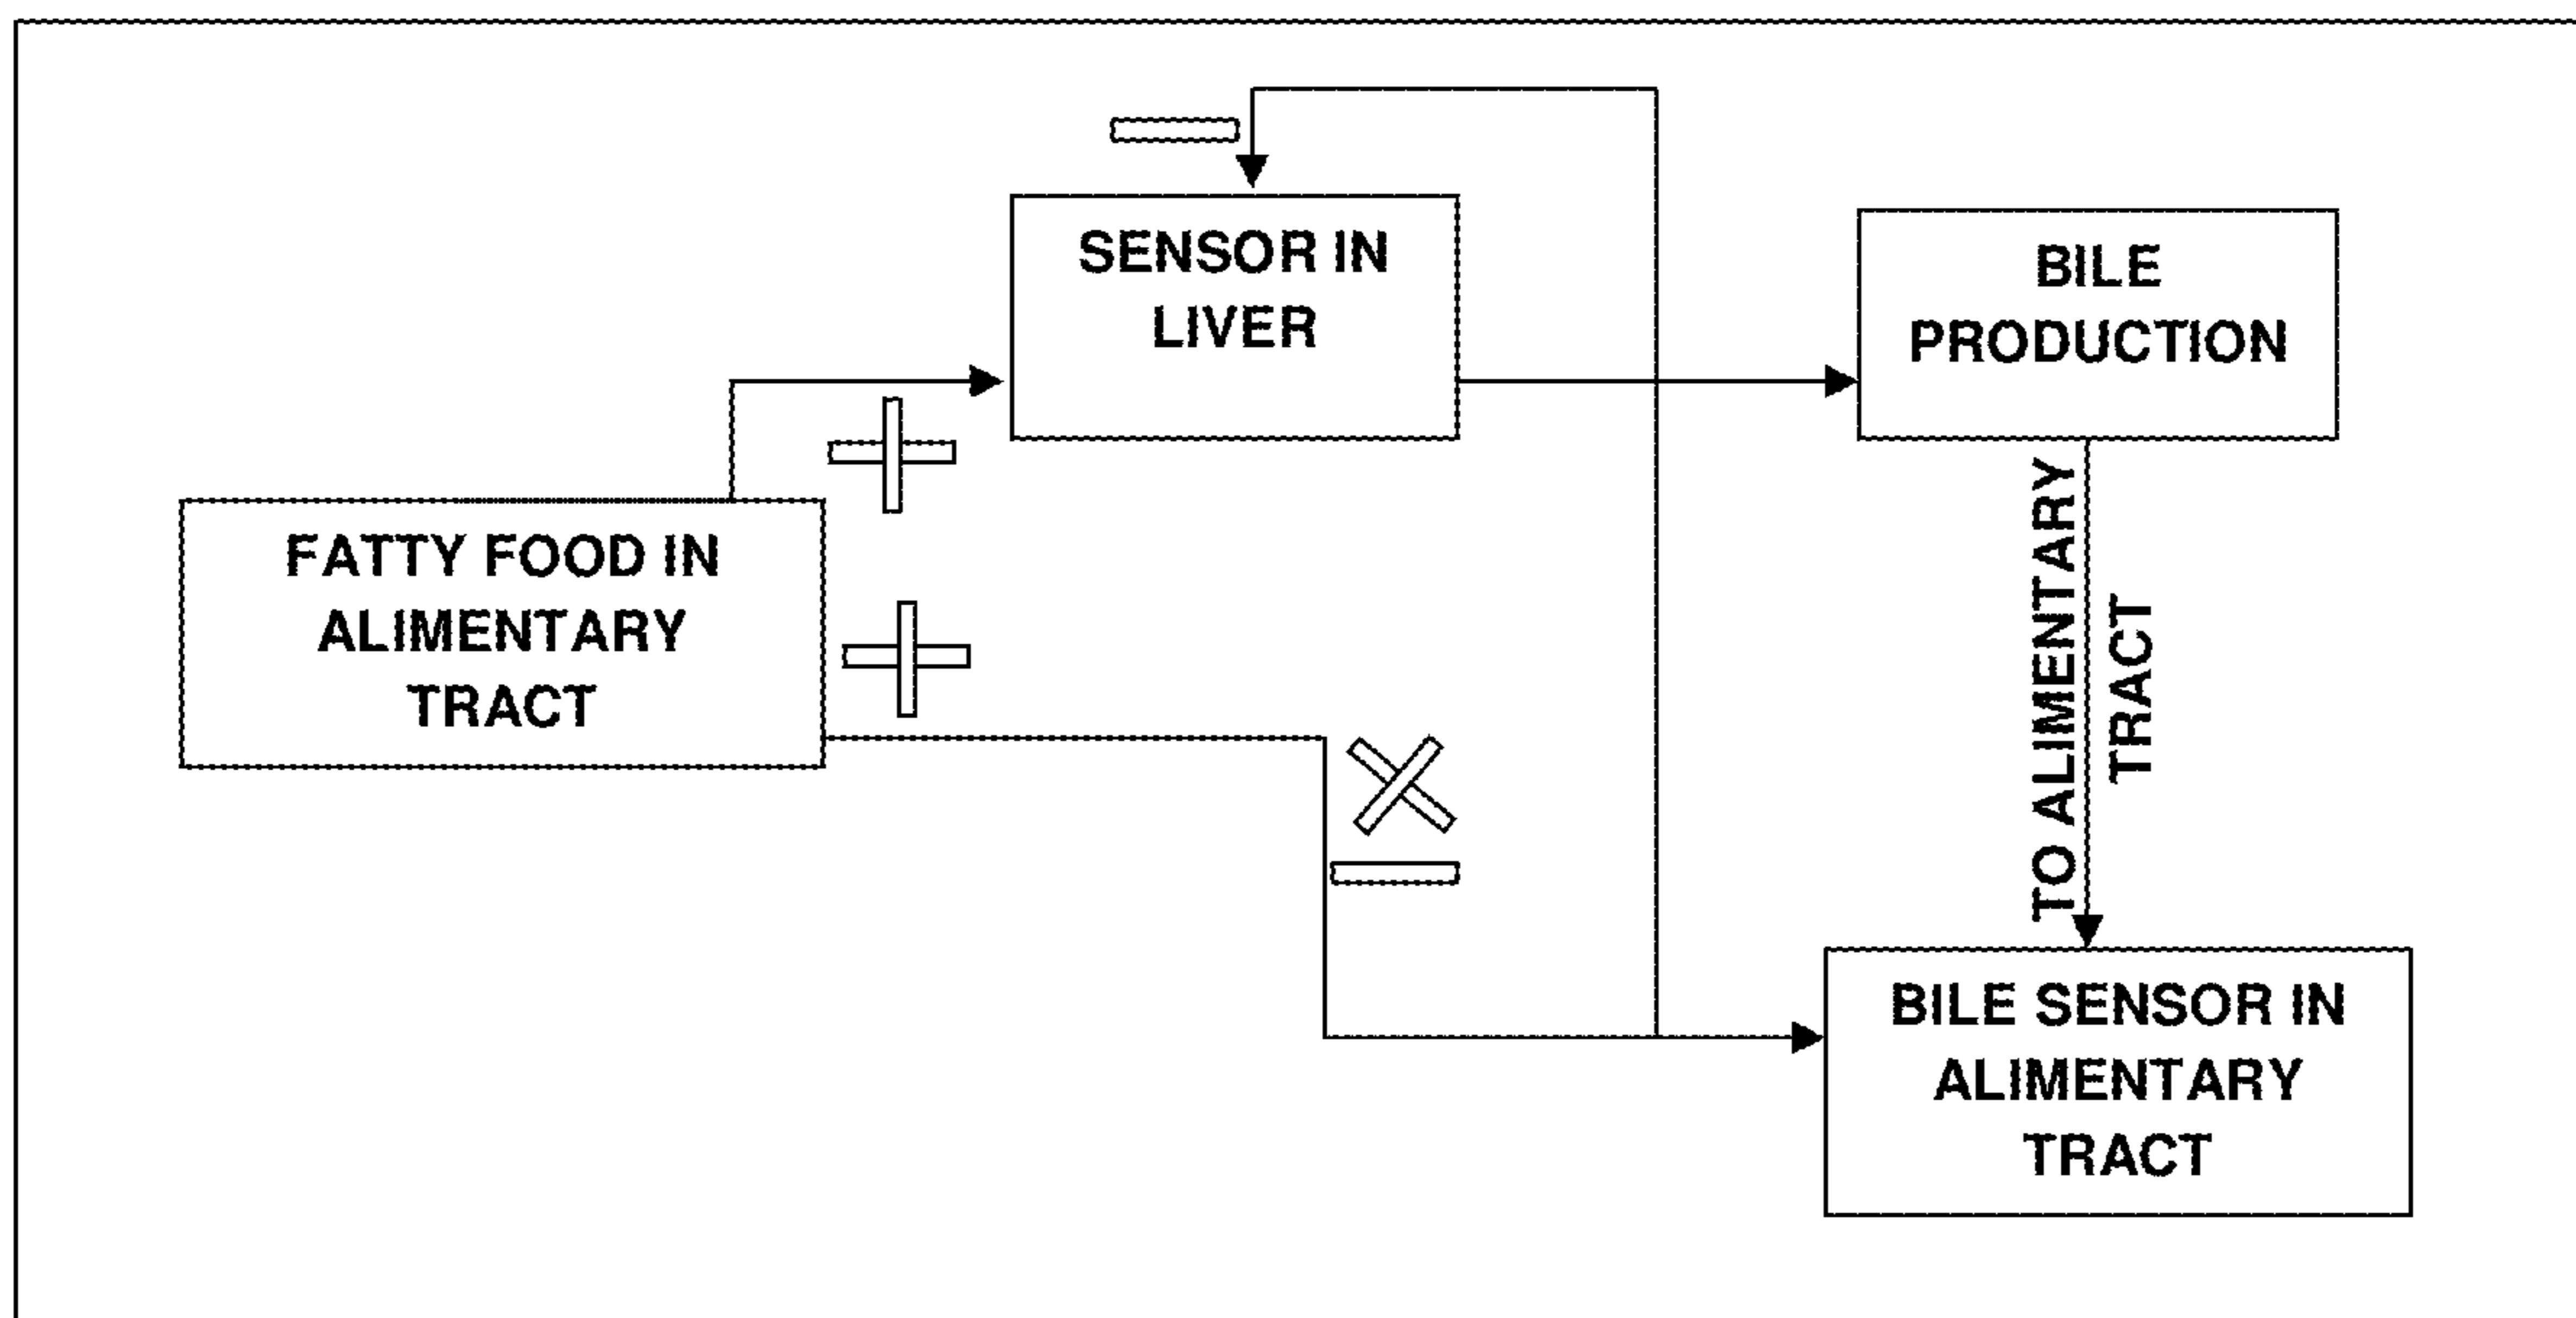 SENSOR IN
LIVER
BILE
PRODUCTION
FATTY FOOD IN
ALIMENTARY
TRACT
TO ALIMENTARY
TRACT
BILE SENSOR IN
ALIMENTARY
TRACT